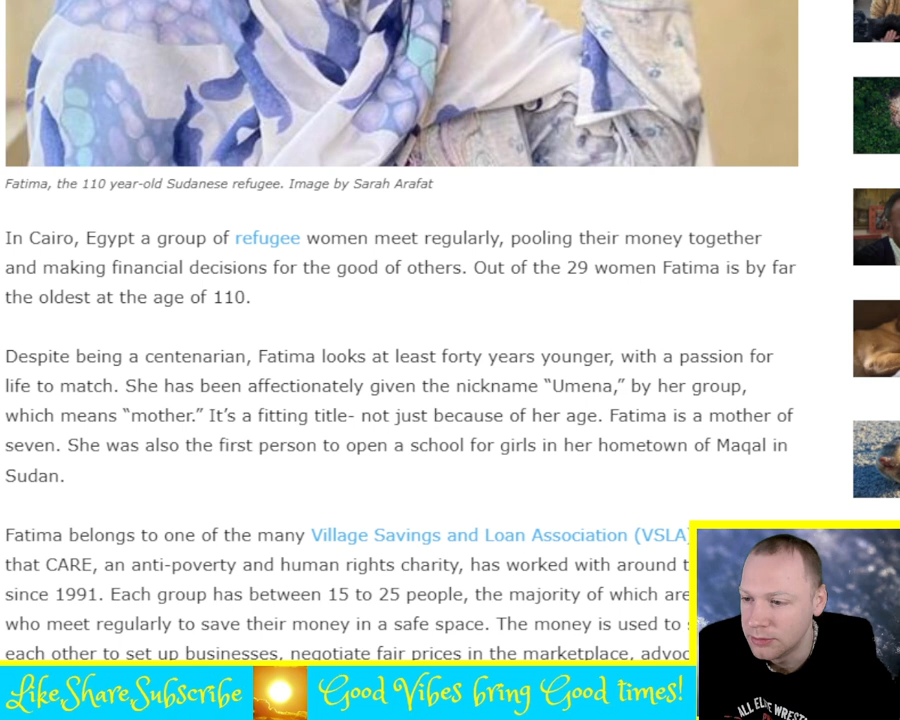 Fatima, the 110 year-old Sudanese refugee. Image by Sarah Arafat
In Cairo, Egypt a group of refugee women meet regularly, pooling their money together
and making financial decisions for the good of others. Out of the 29 women Fatima is by far
the oldest at the age of 110.
Despite being a centenarian, Fatima looks at least forty years younger, with a passion for
life to match. She has been affectionately given the nickname “Umena,” by her group,
which means “mother.” It’s a fitting title- not just because of her age. Fatima is a mother of
seven. She was also the first person to open a school for girls in her hometown of Maqal in
Sudan.
Fatima belongs to one of the many Village Savings and Loan Association (VSLA)
that CARE, an anti-poverty and human rights charity, has worked with around
since 1991. Each group has between 15 to 25 people, the majority of which are
who meet regularly to save their money in a safe space. The money is used to
each other to set up businesses, negotiate fair prices in the marketplace,
Like Share Subscribe Good Vibes bring Good times!
ALL